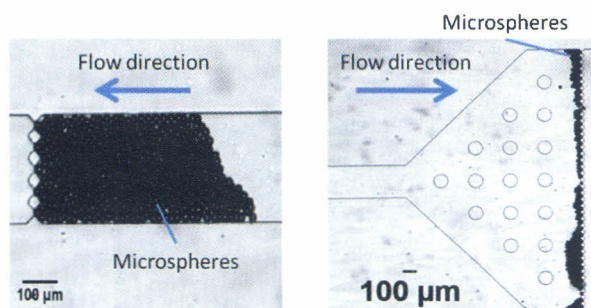 Flow direction
Microspheres
100 μm
Microspheres
Flow direction
100 μm